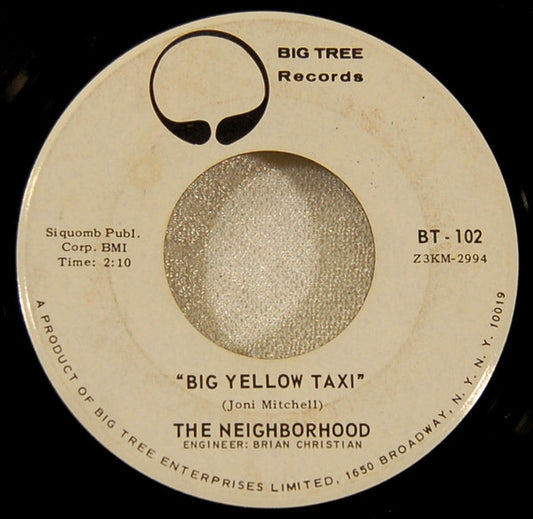 BIG TREE
Records
Siquomb Publ.
Corp. BMI
Time: 2:10
BT - 102
Z3KM-2994
"BIG YELLOW TAXI"
(Joni Mitchell)
THE NEIGHBORHOOD
ENGINEER: BRIAN CHRISTIAN
A PRODUCT OF BIG TREE ENTERPRISES LIMITED, 1650 BROADWAY, N. Y. N. Y. 10019